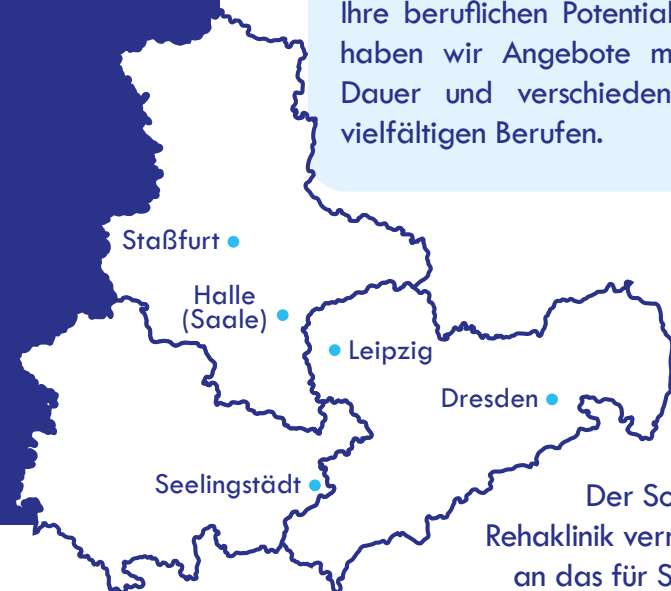 Ihre beruflichen Potential
haben wir Angebote m
Dauer und verschieden
vielfältigen Berufen.
Staßfurt
Halle
(Saale)
Leipzig
Dresden
Seelingstädt
Der So
Rehaklinik verm
an das für S